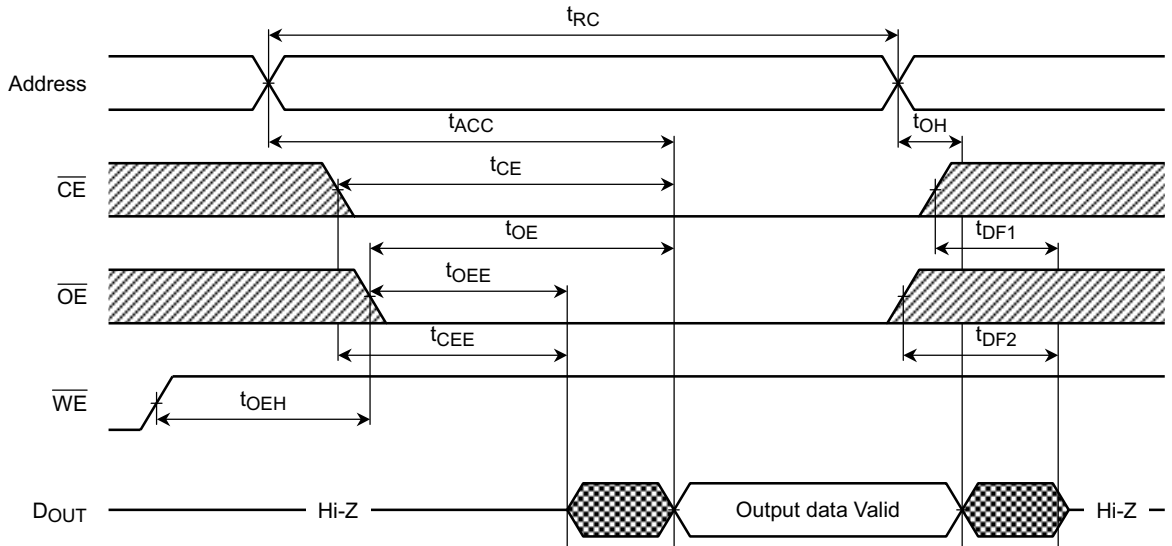 tRC
Address
tACC
tOH
CE
tCE
tOE
tDF1
OE
tOEE
tCEE
tDF2
WE
tOEH
DOUT
Hi-Z
Output data Valid
Hi-Z